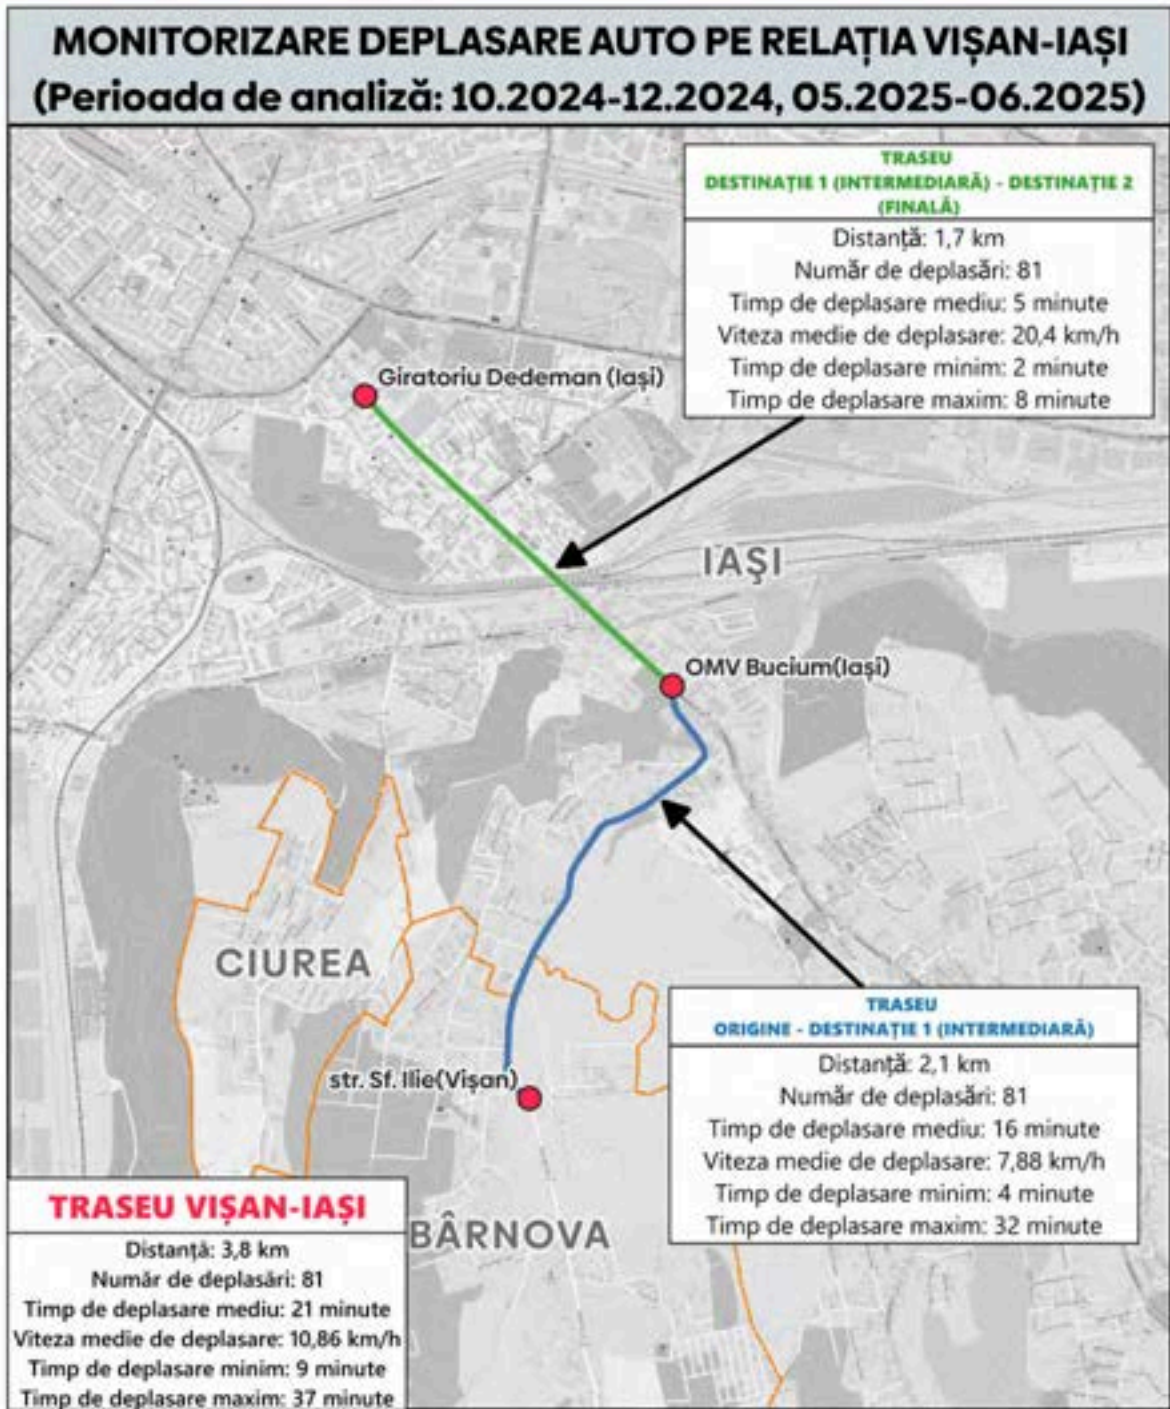 MONITORIZARE DEPLASARE AUTO PE RELAȚIA VIȘAN-IAȘI
(Perioada de analiză: 10.2024-12.2024, 05.2025-06.2025)
TRASEU
DESTINAȚIE 1 (INTERMEDIARĂ) - DESTINAȚIE 2
(FINALĂ)
Distanță: 1,7 km
Număr de deplasări: 81
Timp de deplasare mediu: 5 minute
Viteza medie de deplasare: 20,4 km/h
Timp de deplasare minim: 2 minute
Timp de deplasare maxim: 8 minute
Giratoriu Dedeman (Iași)
IAŞI
OMV Bucium(Iași)
CIUREA
str. Sf. Ilie(Vișan)
TRASEU
ORIGINE - DESTINAȚIE 1 (INTERMEDIARĂ)
Distanță: 2,1 km
Număr de deplasări: 81
Timp de deplasare mediu: 16 minute
Viteza medie de deplasare: 7,88 km/h
Timp de deplasare minim: 4 minute
Timp de deplasare maxim: 32 minute
BÂRNOVA
TRASEU VIȘAN-IAȘI
Distanță: 3,8 km
Număr de deplasări: 81
Timp de deplasare mediu: 21 minute
Viteza medie de deplasare: 10,86 km/h
Timp de deplasare minim: 9 minute
Timp de deplasare maxim: 37 minute